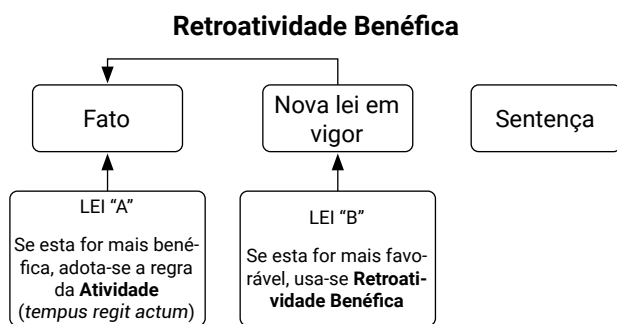 Retroatividade Benéfica
Fato
Nova lei em
vigor
Sentença
LEI “A”
Se esta for mais bené-
fica, adota-se a regra
da Atividade
(tempus regit actum)
LEI “B”
Se esta for mais favo-
rável, usa-se Retroati-
vidade Benéfica